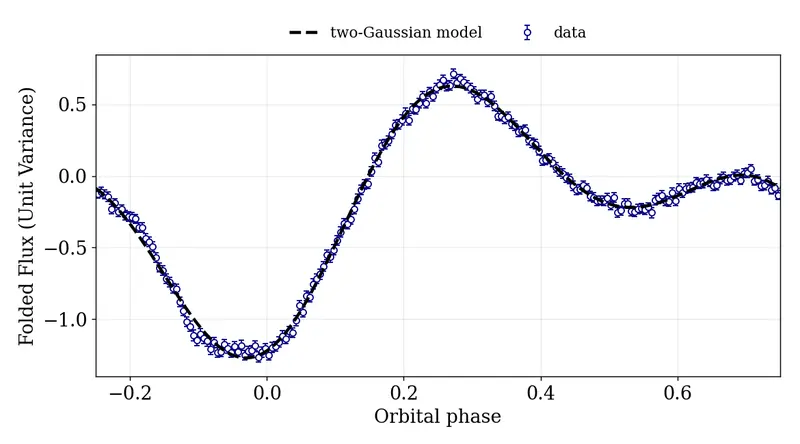 two-Gaussian model
data
Folded Flux (Unit Variance)
0.5
0.0
−0.5
−1.0
−0.2
0.0
0.2
0.4
0.6
Orbital phase